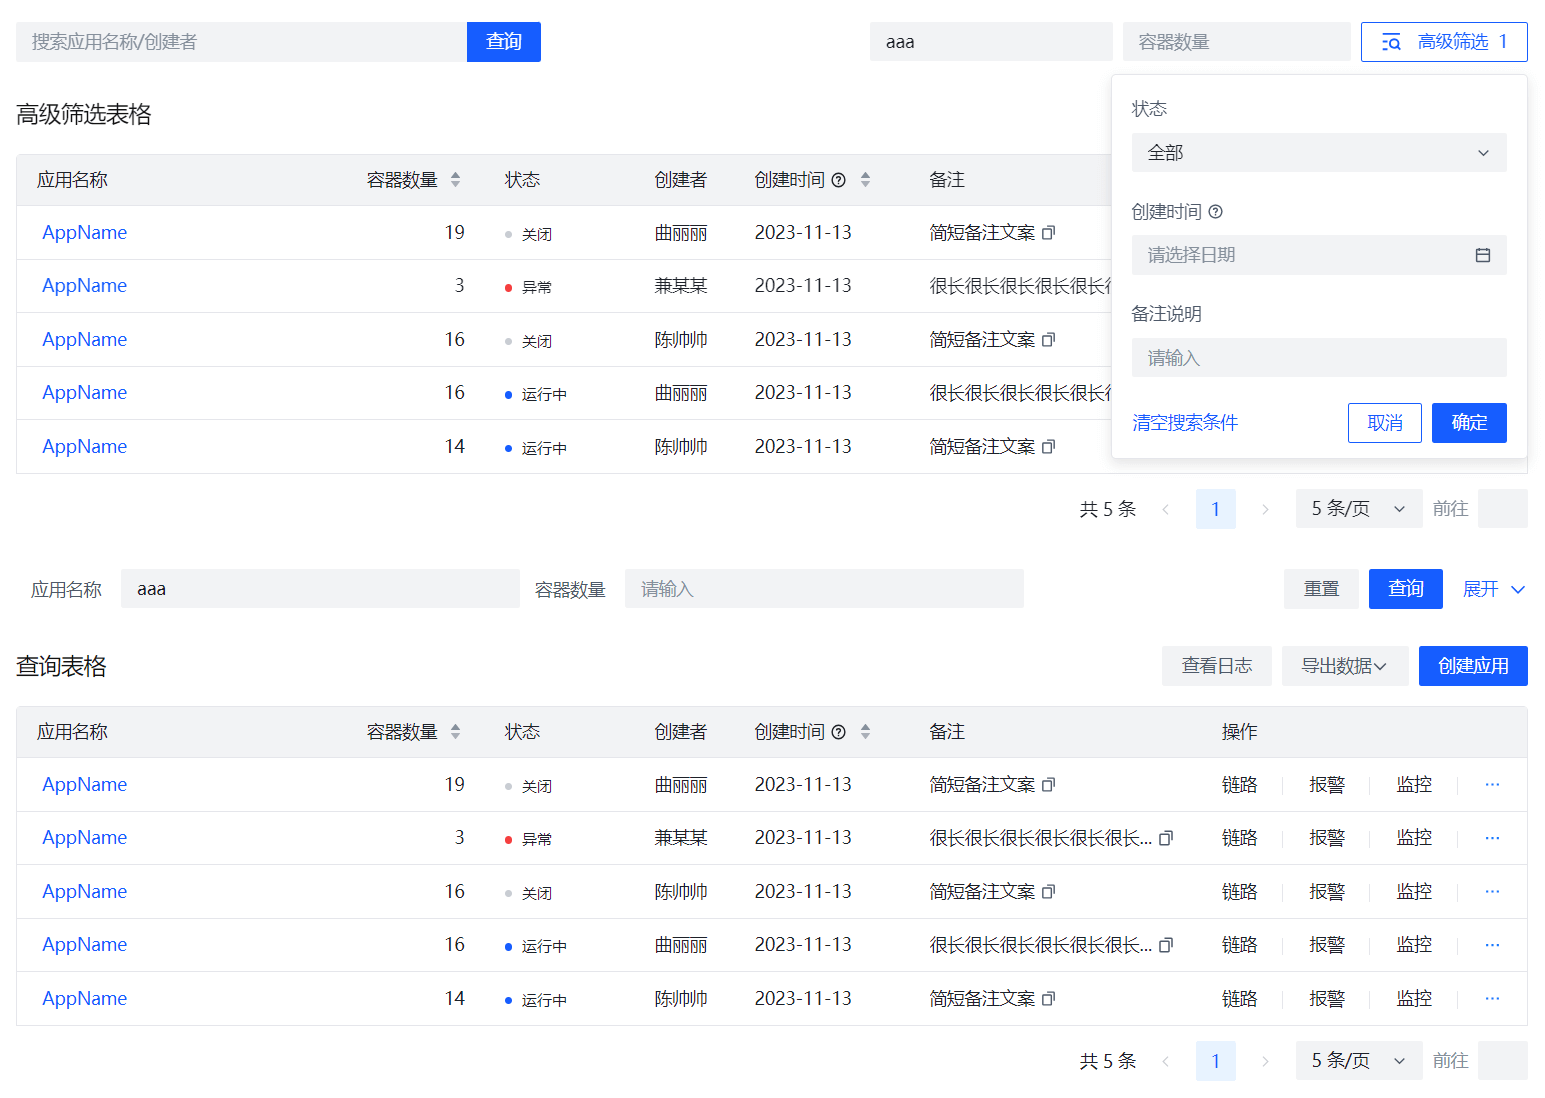 搜索应用名称/创建者 查询 aaa 容器数量 高级筛选 1
高级筛选表格
状态
全部
创建时间
请选择日期
备注说明
请输入
清空搜索条件 取消 确定
应用名称 容器数量 状态 创建者 创建时间 备注
AppName 19 关闭 曲丽丽 2023-11-13 简短备注文案
AppName 3 异常 兼某某 2023-11-13 很长很长很长很长很长很
AppName 16 关闭 陈帅帅 2023-11-13 简短备注文案
AppName 16 运行中 曲丽丽 2023-11-13 很长很长很长很长很长很
AppName 14 运行中 陈帅帅 2023-11-13 简短备注文案
共 5 条 1 5 条/页 前往
应用名称 aaa 容器数量 请输入 重置 查询 展开
查询表格 查看日志 导出数据 创建应用
应用名称 容器数量 状态 创建者 创建时间 备注 操作
AppName 19 关闭 曲丽丽 2023-11-13 简短备注文案 链路 报警 监控 ...
AppName 3 异常 兼某某 2023-11-13 很长很长很长很长很长很长... 链路 报警 监控 ...
AppName 16 关闭 陈帅帅 2023-11-13 简短备注文案 链路 报警 监控 ...
AppName 16 运行中 曲丽丽 2023-11-13 很长很长很长很长很长很长... 链路 报警 监控 ...
AppName 14 运行中 陈帅帅 2023-11-13 简短备注文案 链路 报警 监控 ...
共 5 条 1 5 条/页 前往